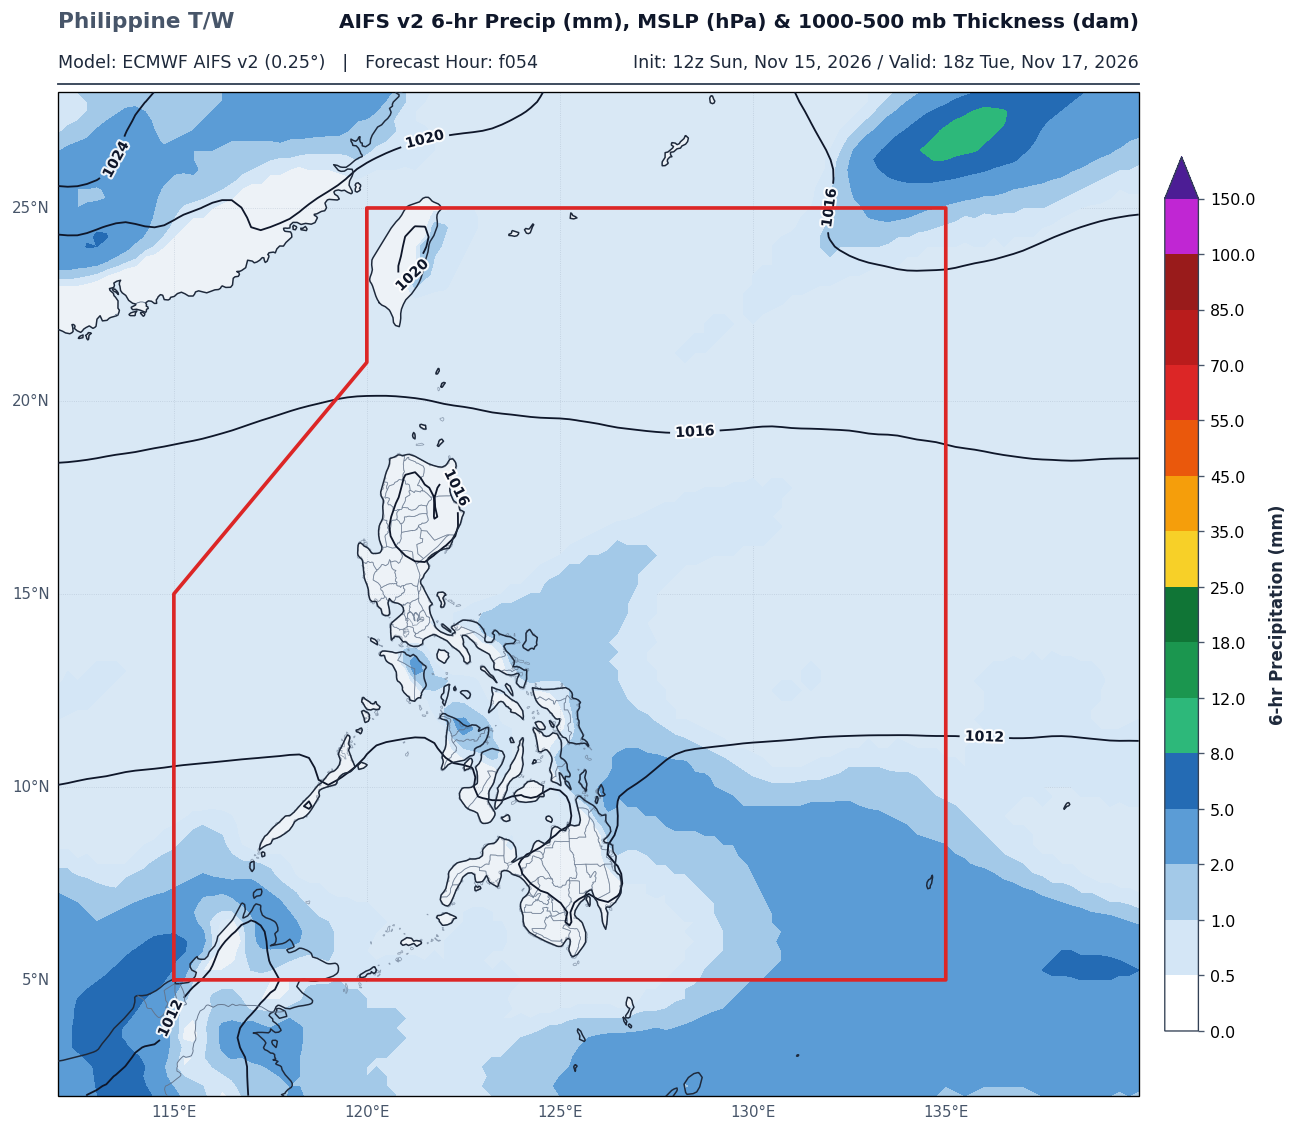 Philippine T/W
AIFS v2 6-hr Precip (mm), MSLP (hPa) & 1000-500 mb Thickness (dam)
Model: ECMWF AIFS v2 (0.25°) | Forecast Hour: f054
Init: 12z Sun, Nov 15, 2026 / Valid: 18z Tue, Nov 17, 2026
1024
1020
1016
1020
1016
1016
1012
1012
25°N
20°N
15°N
10°N
5°N
115°E
120°E
125°E
130°E
135°E
150.0
100.0
85.0
70.0
55.0
45.0
35.0
25.0
18.0
12.0
8.0
5.0
2.0
1.0
0.5
0.0
6-hr Precipitation (mm)